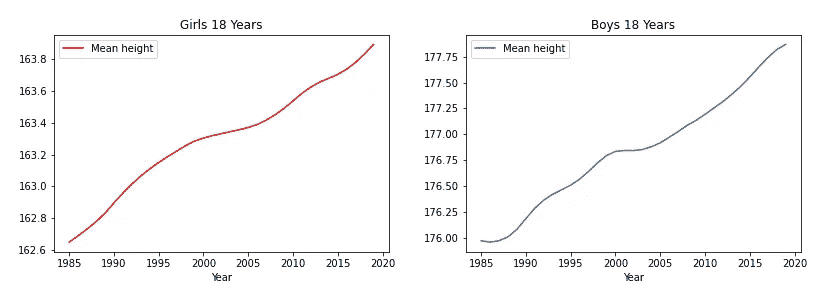 Girls 18 Years
Mean height
163.8
163.6
163.4
163.2
163.0
162.8
162.6
1985 1990 1995 2000 2005 2010 2015 2020
Year
Boys 18 Years
Mean height
177.75
177.50
177.25
177.00
176.75
176.50
176.25
176.00
1985 1990 1995 2000 2005 2010 2015 2020
Year